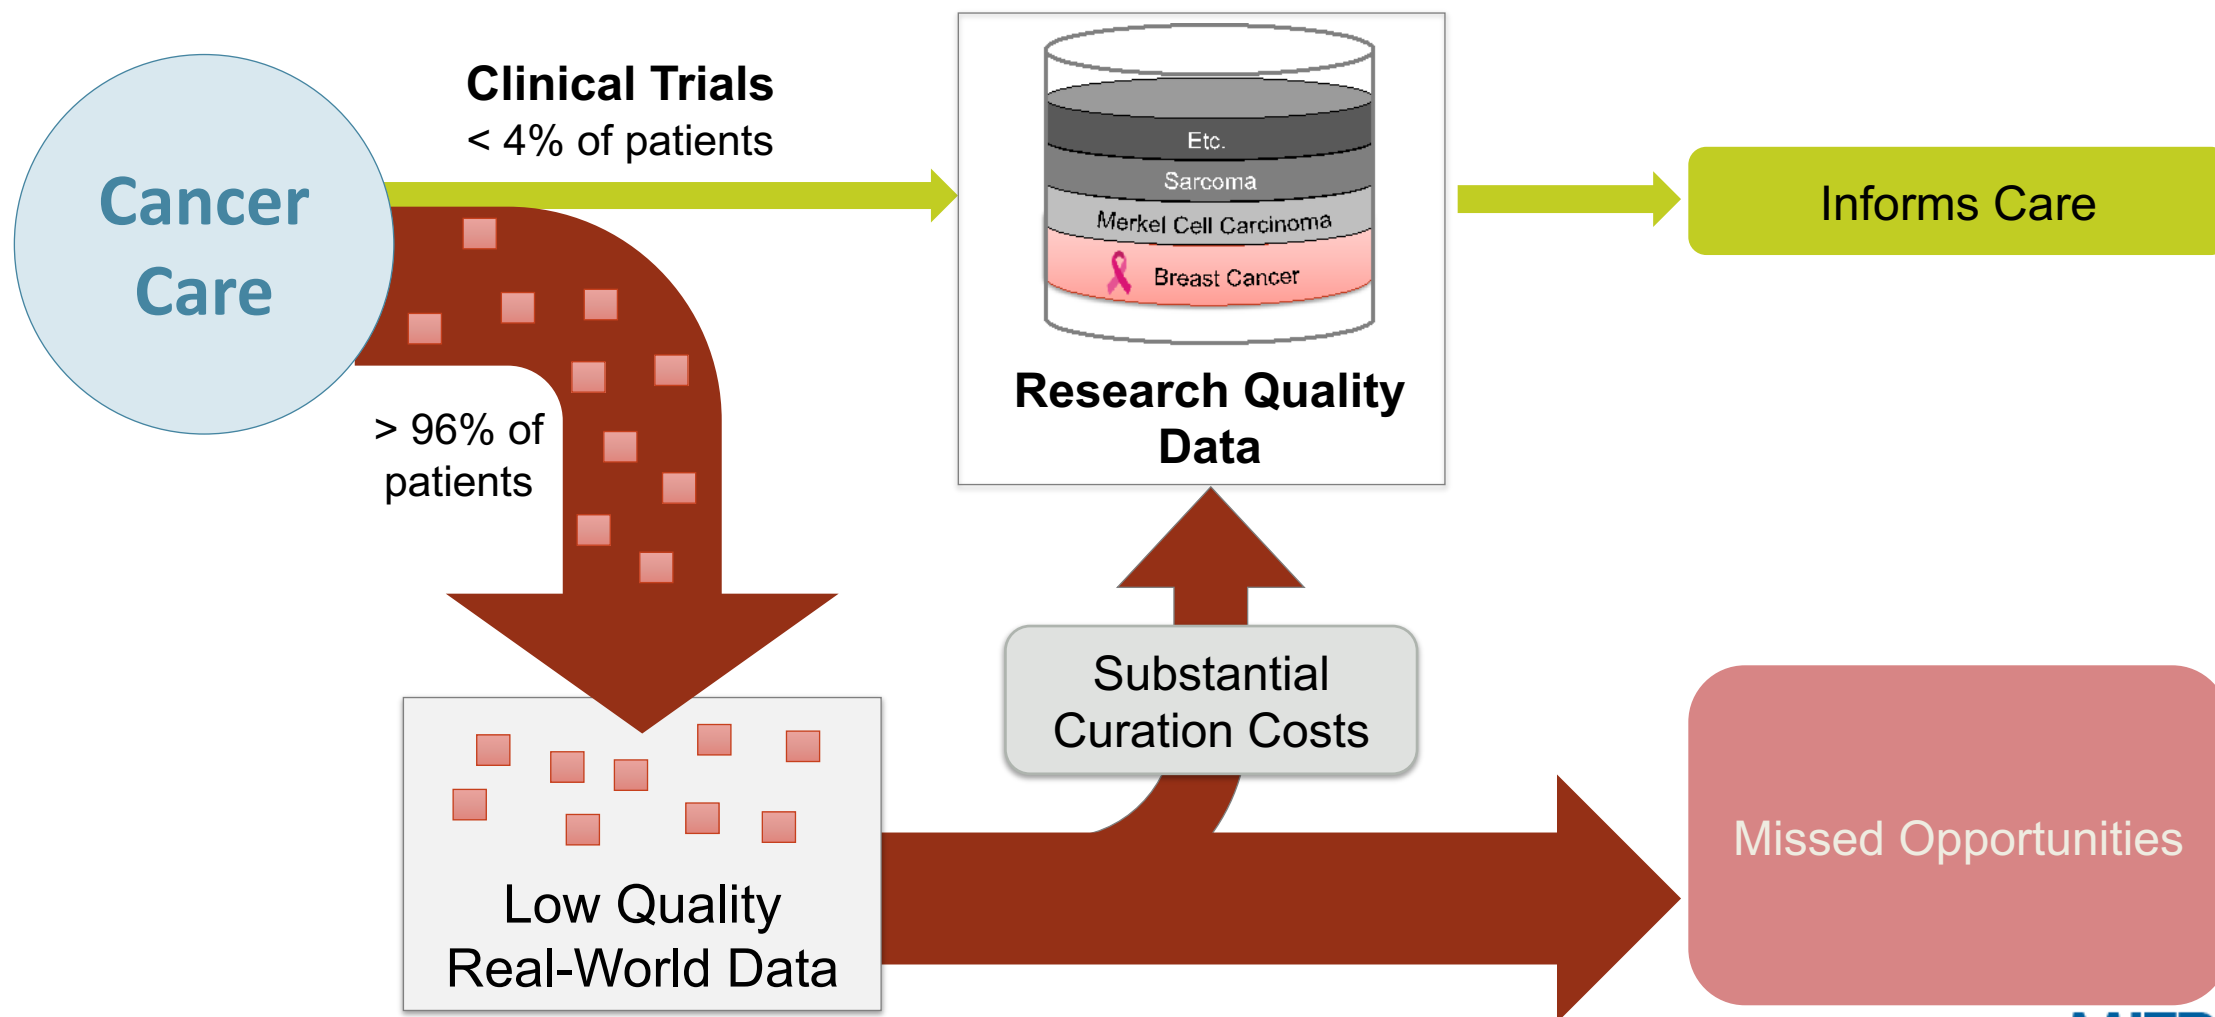 Cancer
Care
Clinical Trials
< 4% of patients
> 96% of
patients
Etc.
Sarcoma
Merkel Cell Carcinoma
Breast Cancer
Research Quality
Data
Informs Care
Substantial
Curation Costs
Low Quality
Real-World Data
Missed Opportunities